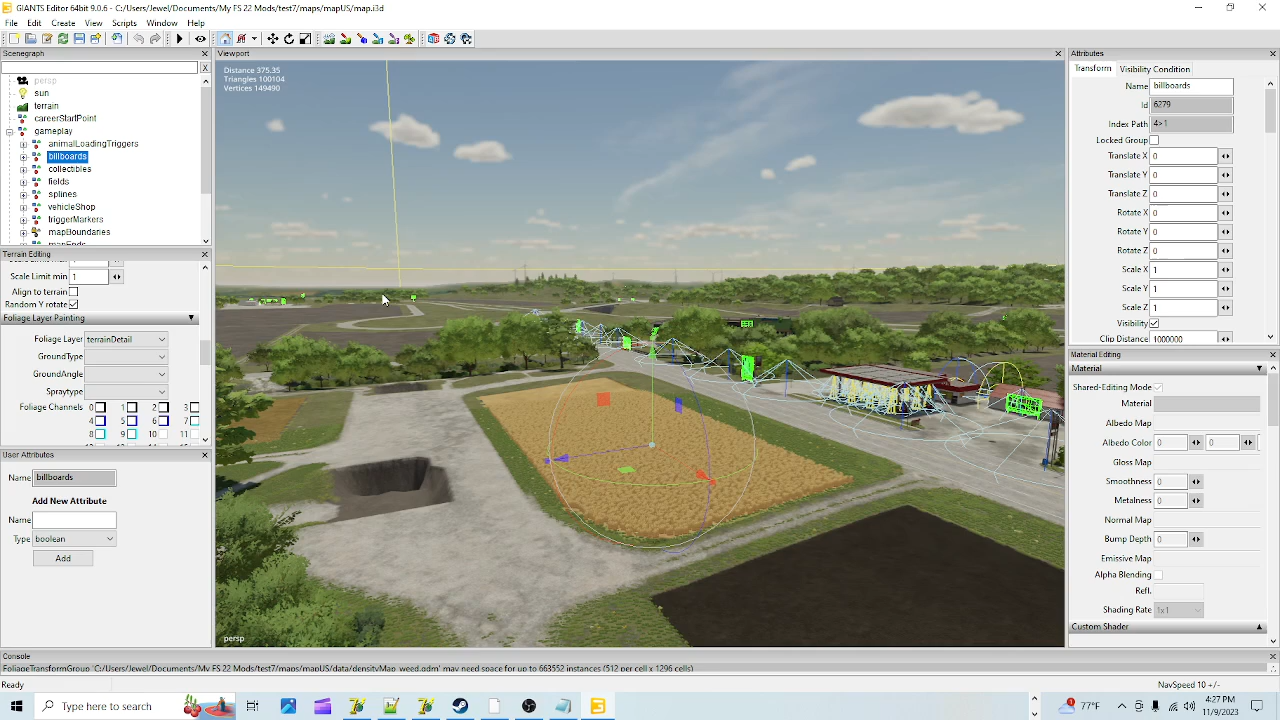 GIANTS Editor 64bit 9.0.6 - C:/Users/Jewel/Documents/My FS 22 Mods/test7/maps/mapUS/map.i3d
File Edit Create View Scripts Window Help
Scenegraph
X
persp
sun
terrain
careerStartPoint
gameplay
animalLoadingTriggers
billboards
collectibles
fields
splines
vehicleShop
triggerMarkers
mapBoundaries
Terrain Editing
Scale Limit min 1
Align to terrain
Random Y rotate
Foliage Layer Painting
Foliage Layer terrainDetail
GroundType
Angle
Spraytype
Foliage Channels 0 1 2 3
4 5 6 7
8 9 10 11
User Attributes
Name billboards
Add New Attribute
Name
Type boolean
Add
Viewport
Distance 375.35
Triangles 100104
Vertices 149490
persp
Attributes
Transform Visibility Condition
Name billboards
Id 6279
Index Path 4>1
Locked Group
Translate X 0
Translate Y 0
Translate Z 0
Rotate X 0
Rotate Y 0
Rotate Z 0
Scale X 1
Scale Y 1
Scale Z 1
Visibility
Clip Distance 1000000
Material Editing
Material
Shared-Editing Mode
Material
Albedo Map
Albedo Color 0 0
Gloss Map
Smoothness 0
Metalness 0
Normal Map
Bump Depth 0
Emissive Map
Alpha Blending
Shading Rate 1x1
Custom Shader
Console
FoliageTransformGroup 'C:/Users/Jewel/Documents/My FS 22 Mods/test7/maps/mapUS/data/densityMap_weed.gdm' may need space for up to 663552 instances (512 per cell x 1296 cells)
Ready
NavSpeed 10 +/-
Type here to search
77°F
4:27 PM
11/9/2023